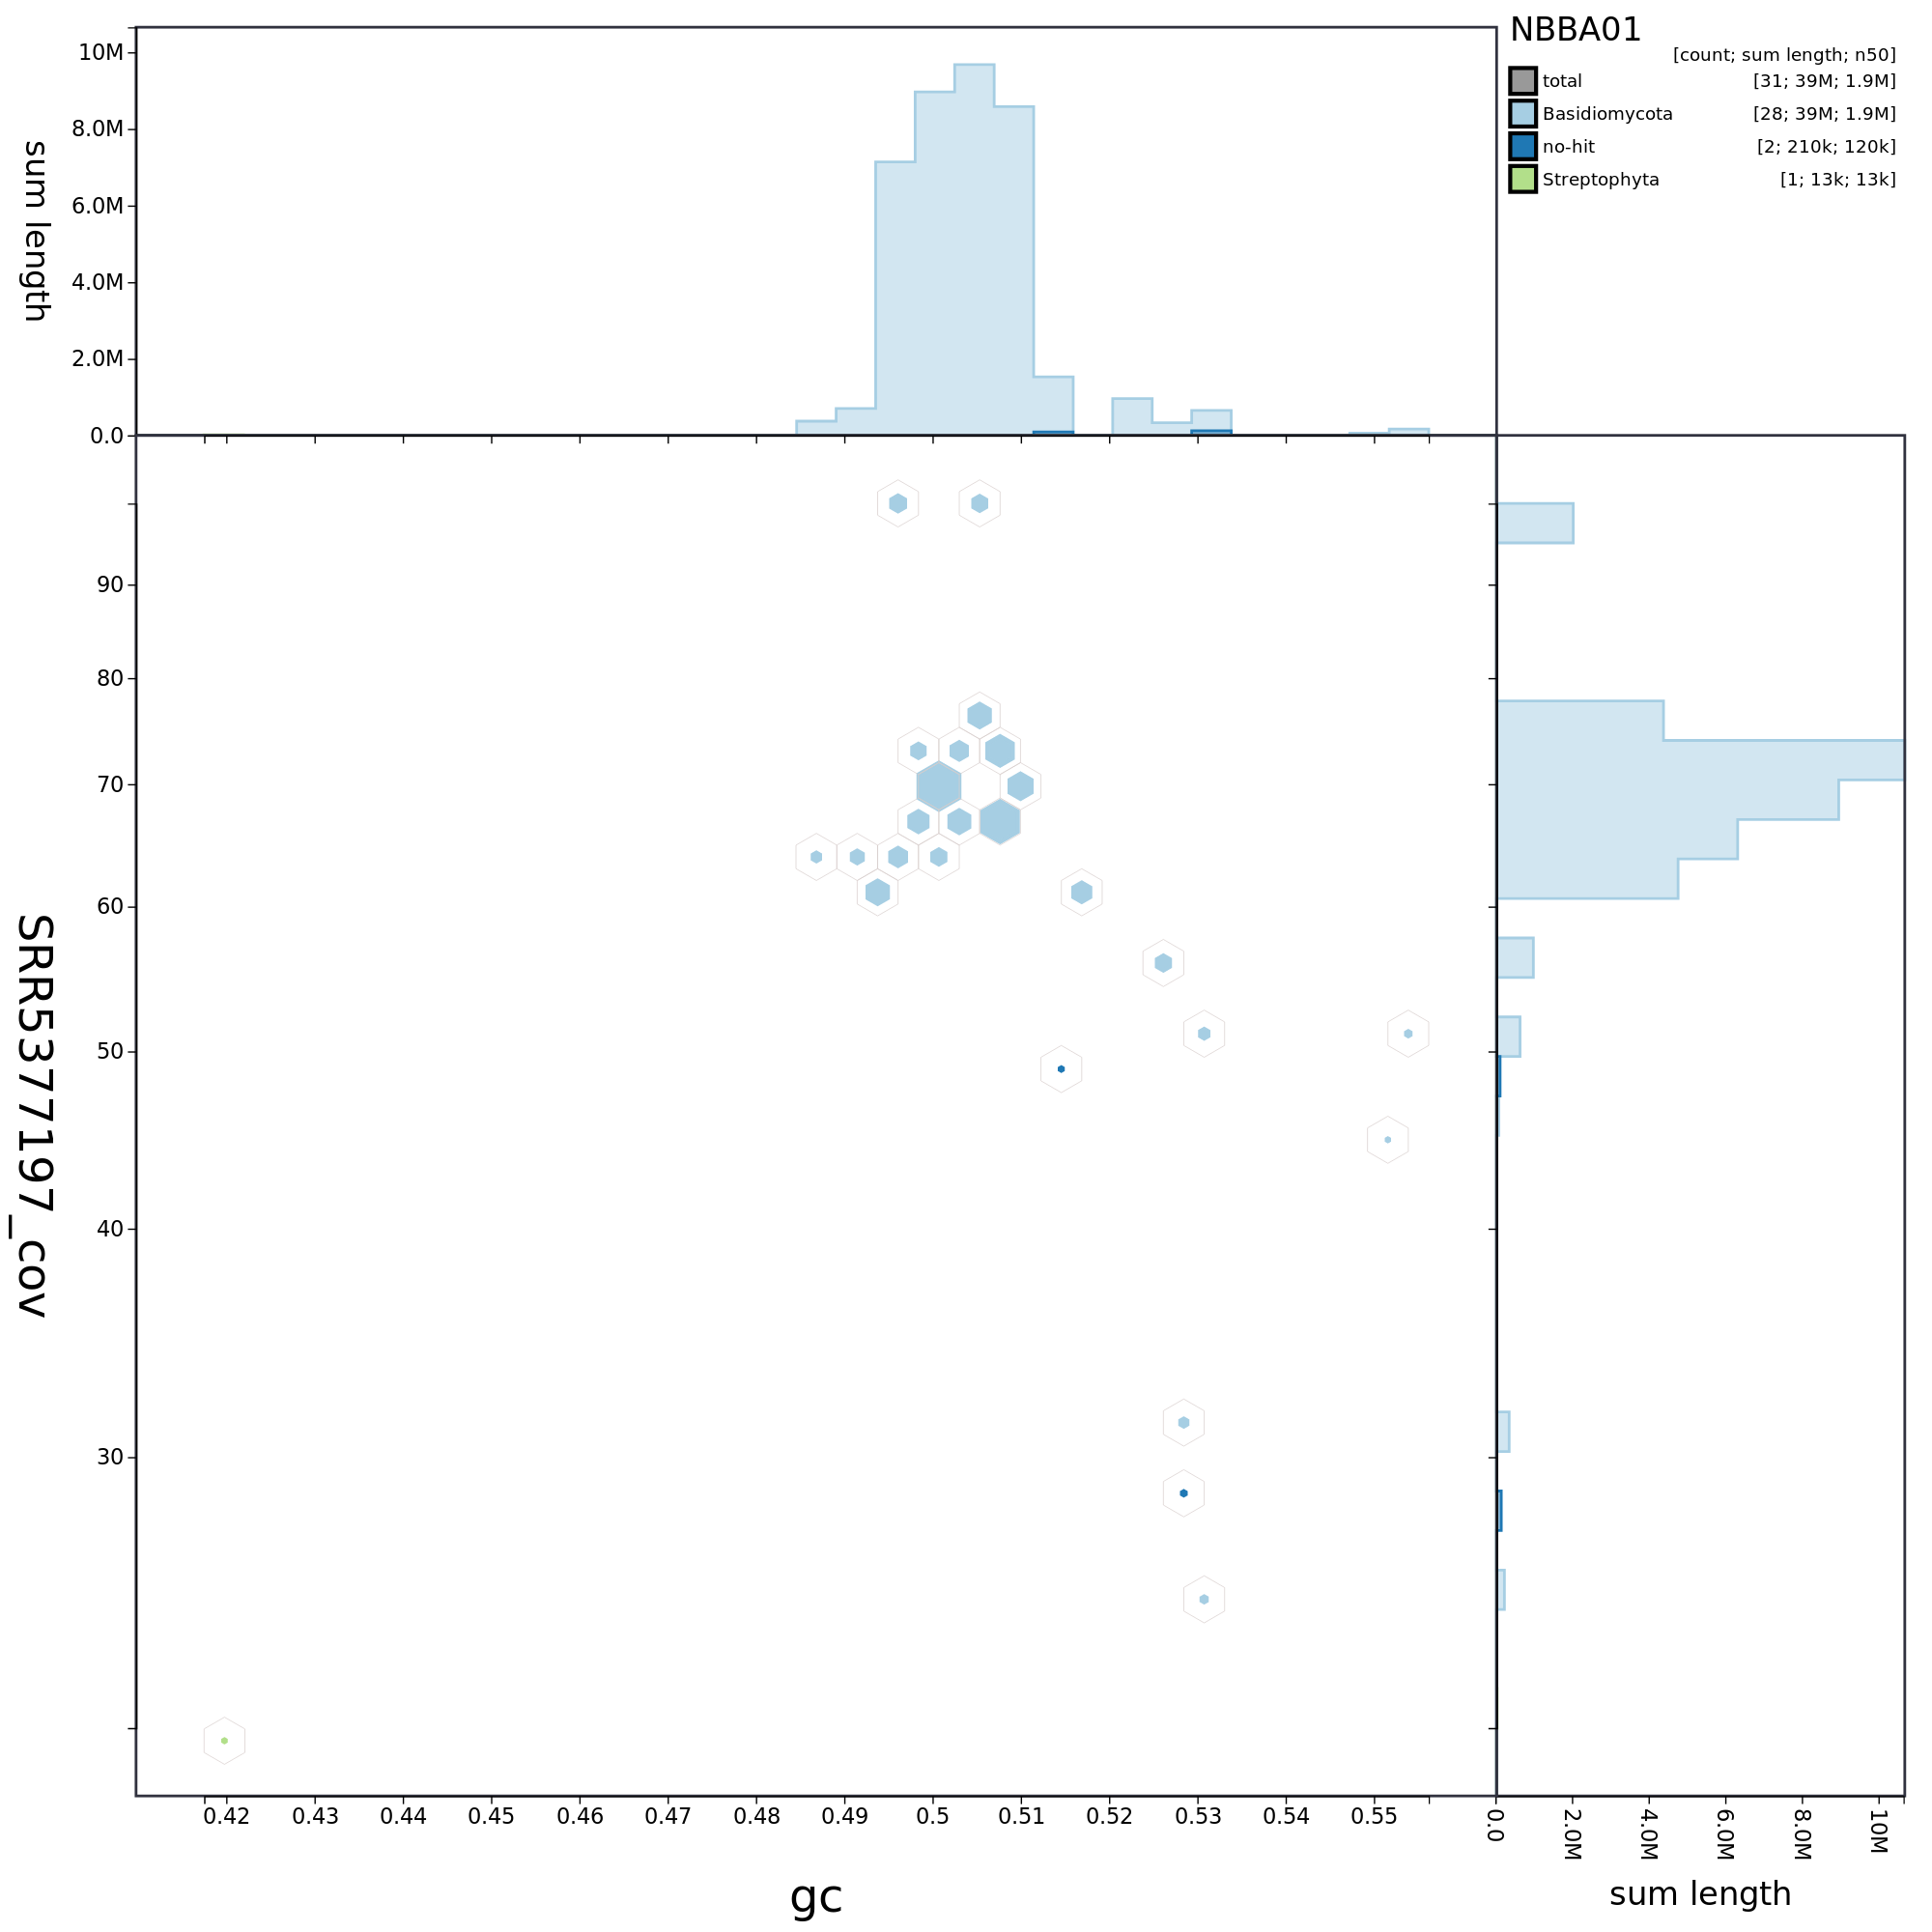 NBBA01
[count; sum length; n50]
total [31; 39M; 1.9M]
Basidiomycota [28; 39M; 1.9M]
no-hit [2; 210k; 120k]
Streptophyta [1; 13k; 13k]
sum length
10M
8.0M
6.0M
4.0M
2.0M
0.0
SRR5377197_cov
90
80
70
60
50
40
30
0.42 0.43 0.44 0.45 0.46 0.47 0.48 0.49 0.5 0.51 0.52 0.53 0.54 0.55
gc
0.0 2.0M 4.0M 6.0M 8.0M 10M
sum length